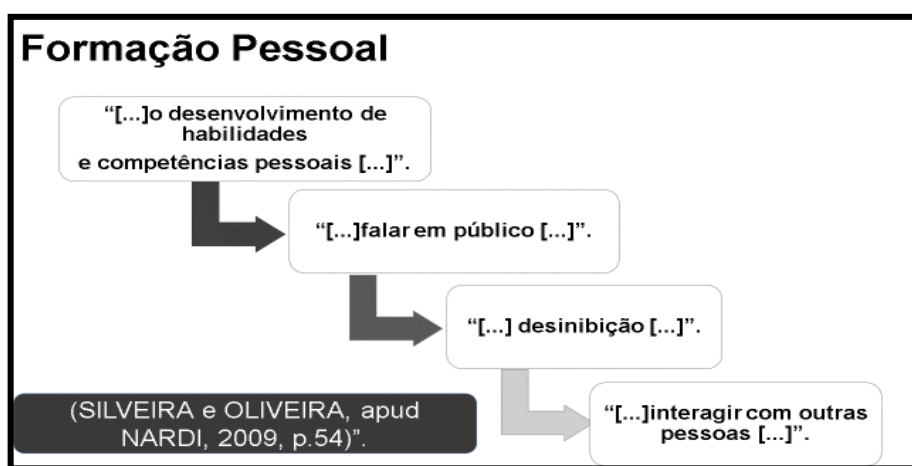 Formação Pessoal
“[...]o desenvolvimento de
habilidades
e competências pessoais [...]”.
“[...]falar em público [...]”.
“[...] desinibição [...]”.
(SILVEIRA e OLIVEIRA, apud
NARDI, 2009, p.54)”.
“[...]interagir com outras
pessoas [...]”.